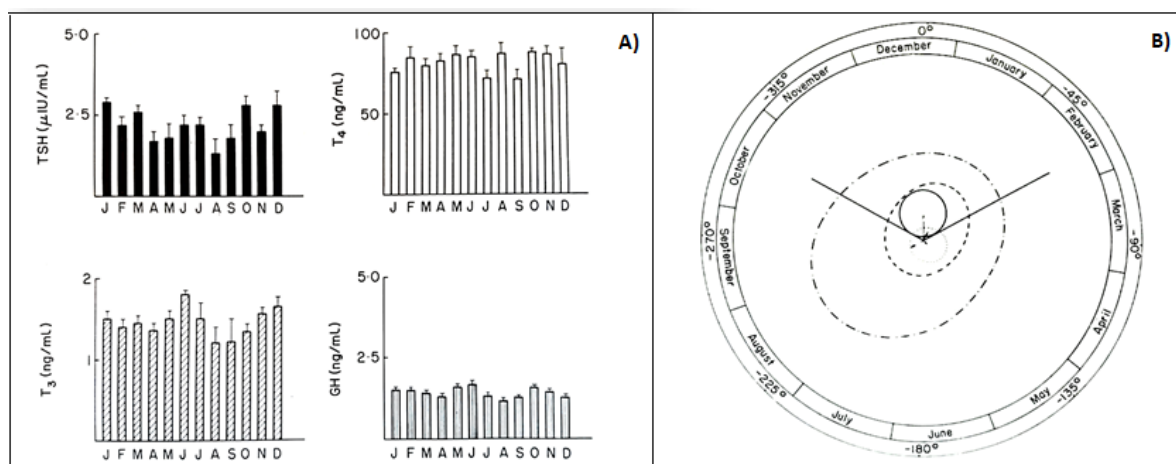 A)
5·0
2·5
TSH (μIU/mL)
J F M A M J J A S O N D
100
50
T4 (ng/mL)
J F M A M J J A S O N D
2
1
T3 (ng/mL)
J F M A M J J A S O N D
5·0
2·5
GH (ng/mL)
J F M A M J J A S O N D
B)
0°
-45°
-90°
-135°
-180°
-225°
-270°
-315°
December
January
February
March
April
May
June
July
August
September
October
November